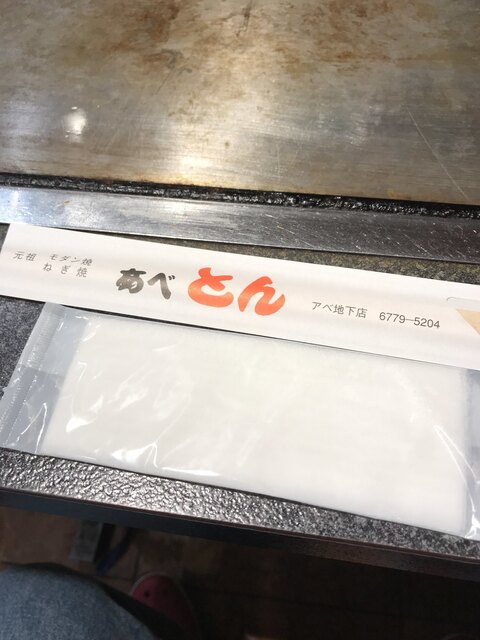 元祖 モダン焼
ねぎ焼
あべとん
アベ地下店 6779-5204